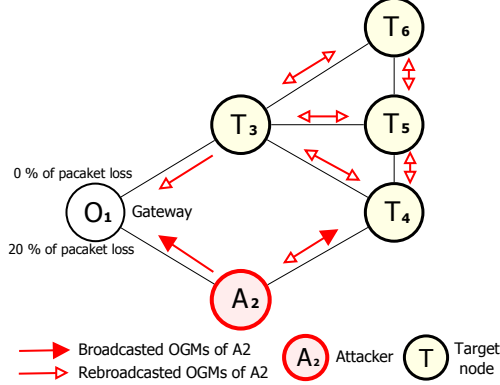 T₆
T₃
T₅
0 % of pacaket loss
O₁ Gateway
T₄
20 % of pacaket loss
A₂
Broadcasted OGMs of A2
Rebroadcasted OGMs of A2
A₂ Attacker
T Target
node